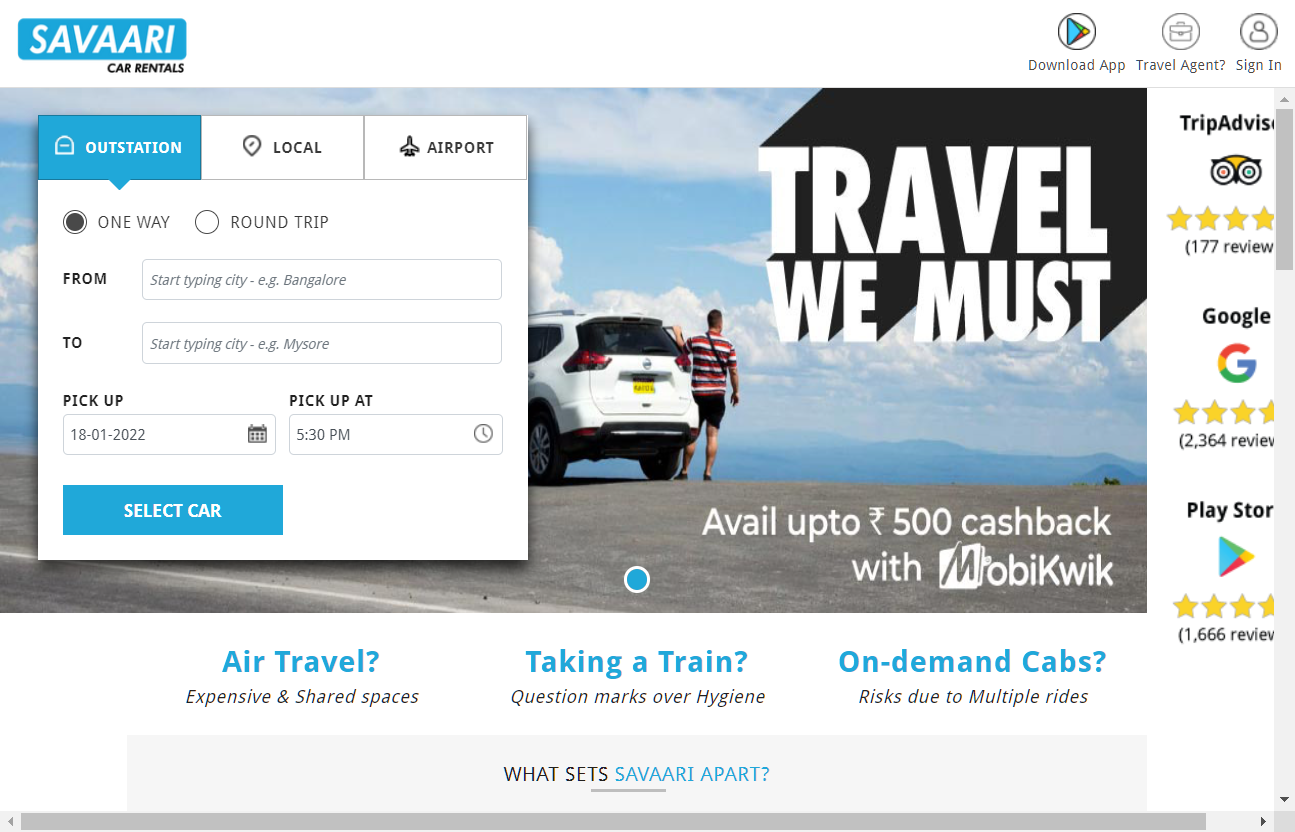 SAVAARI
CAR RENTALS
Download App
Travel Agent?
Sign In
OUTSTATION
LOCAL
AIRPORT
ONE WAY
ROUND TRIP
FROM
Start typing city - e.g. Bangalore
TO
Start typing city - e.g. Mysore
PICK UP
PICK UP AT
18-01-2022
5:30 PM
SELECT CAR
TRAVEL
WE MUST
Avail upto ₹ 500 cashback
with MobiKwik
TripAdvis
(177 review
Google
(2,364 review
Play Stor
(1,666 review
Air Travel?
Expensive & Shared spaces
Taking a Train?
Question marks over Hygiene
On-demand Cabs?
Risks due to Multiple rides
WHAT SETS SAVAARI APART?